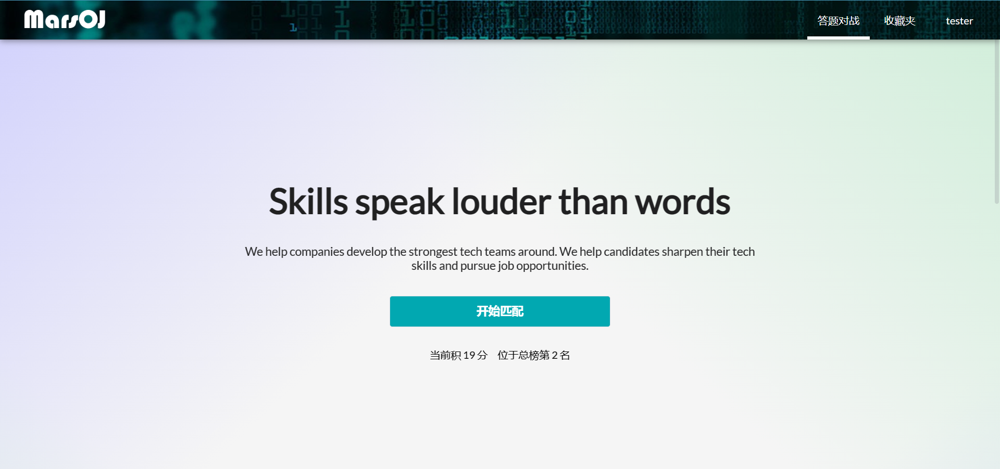 MarsOJ
答题对战 收藏夹 tester
Skills speak louder than words
We help companies develop the strongest tech teams around. We help candidates sharpen their tech
skills and pursue job opportunities.
开始匹配
当前积 19 分 位于总榜第 2 名